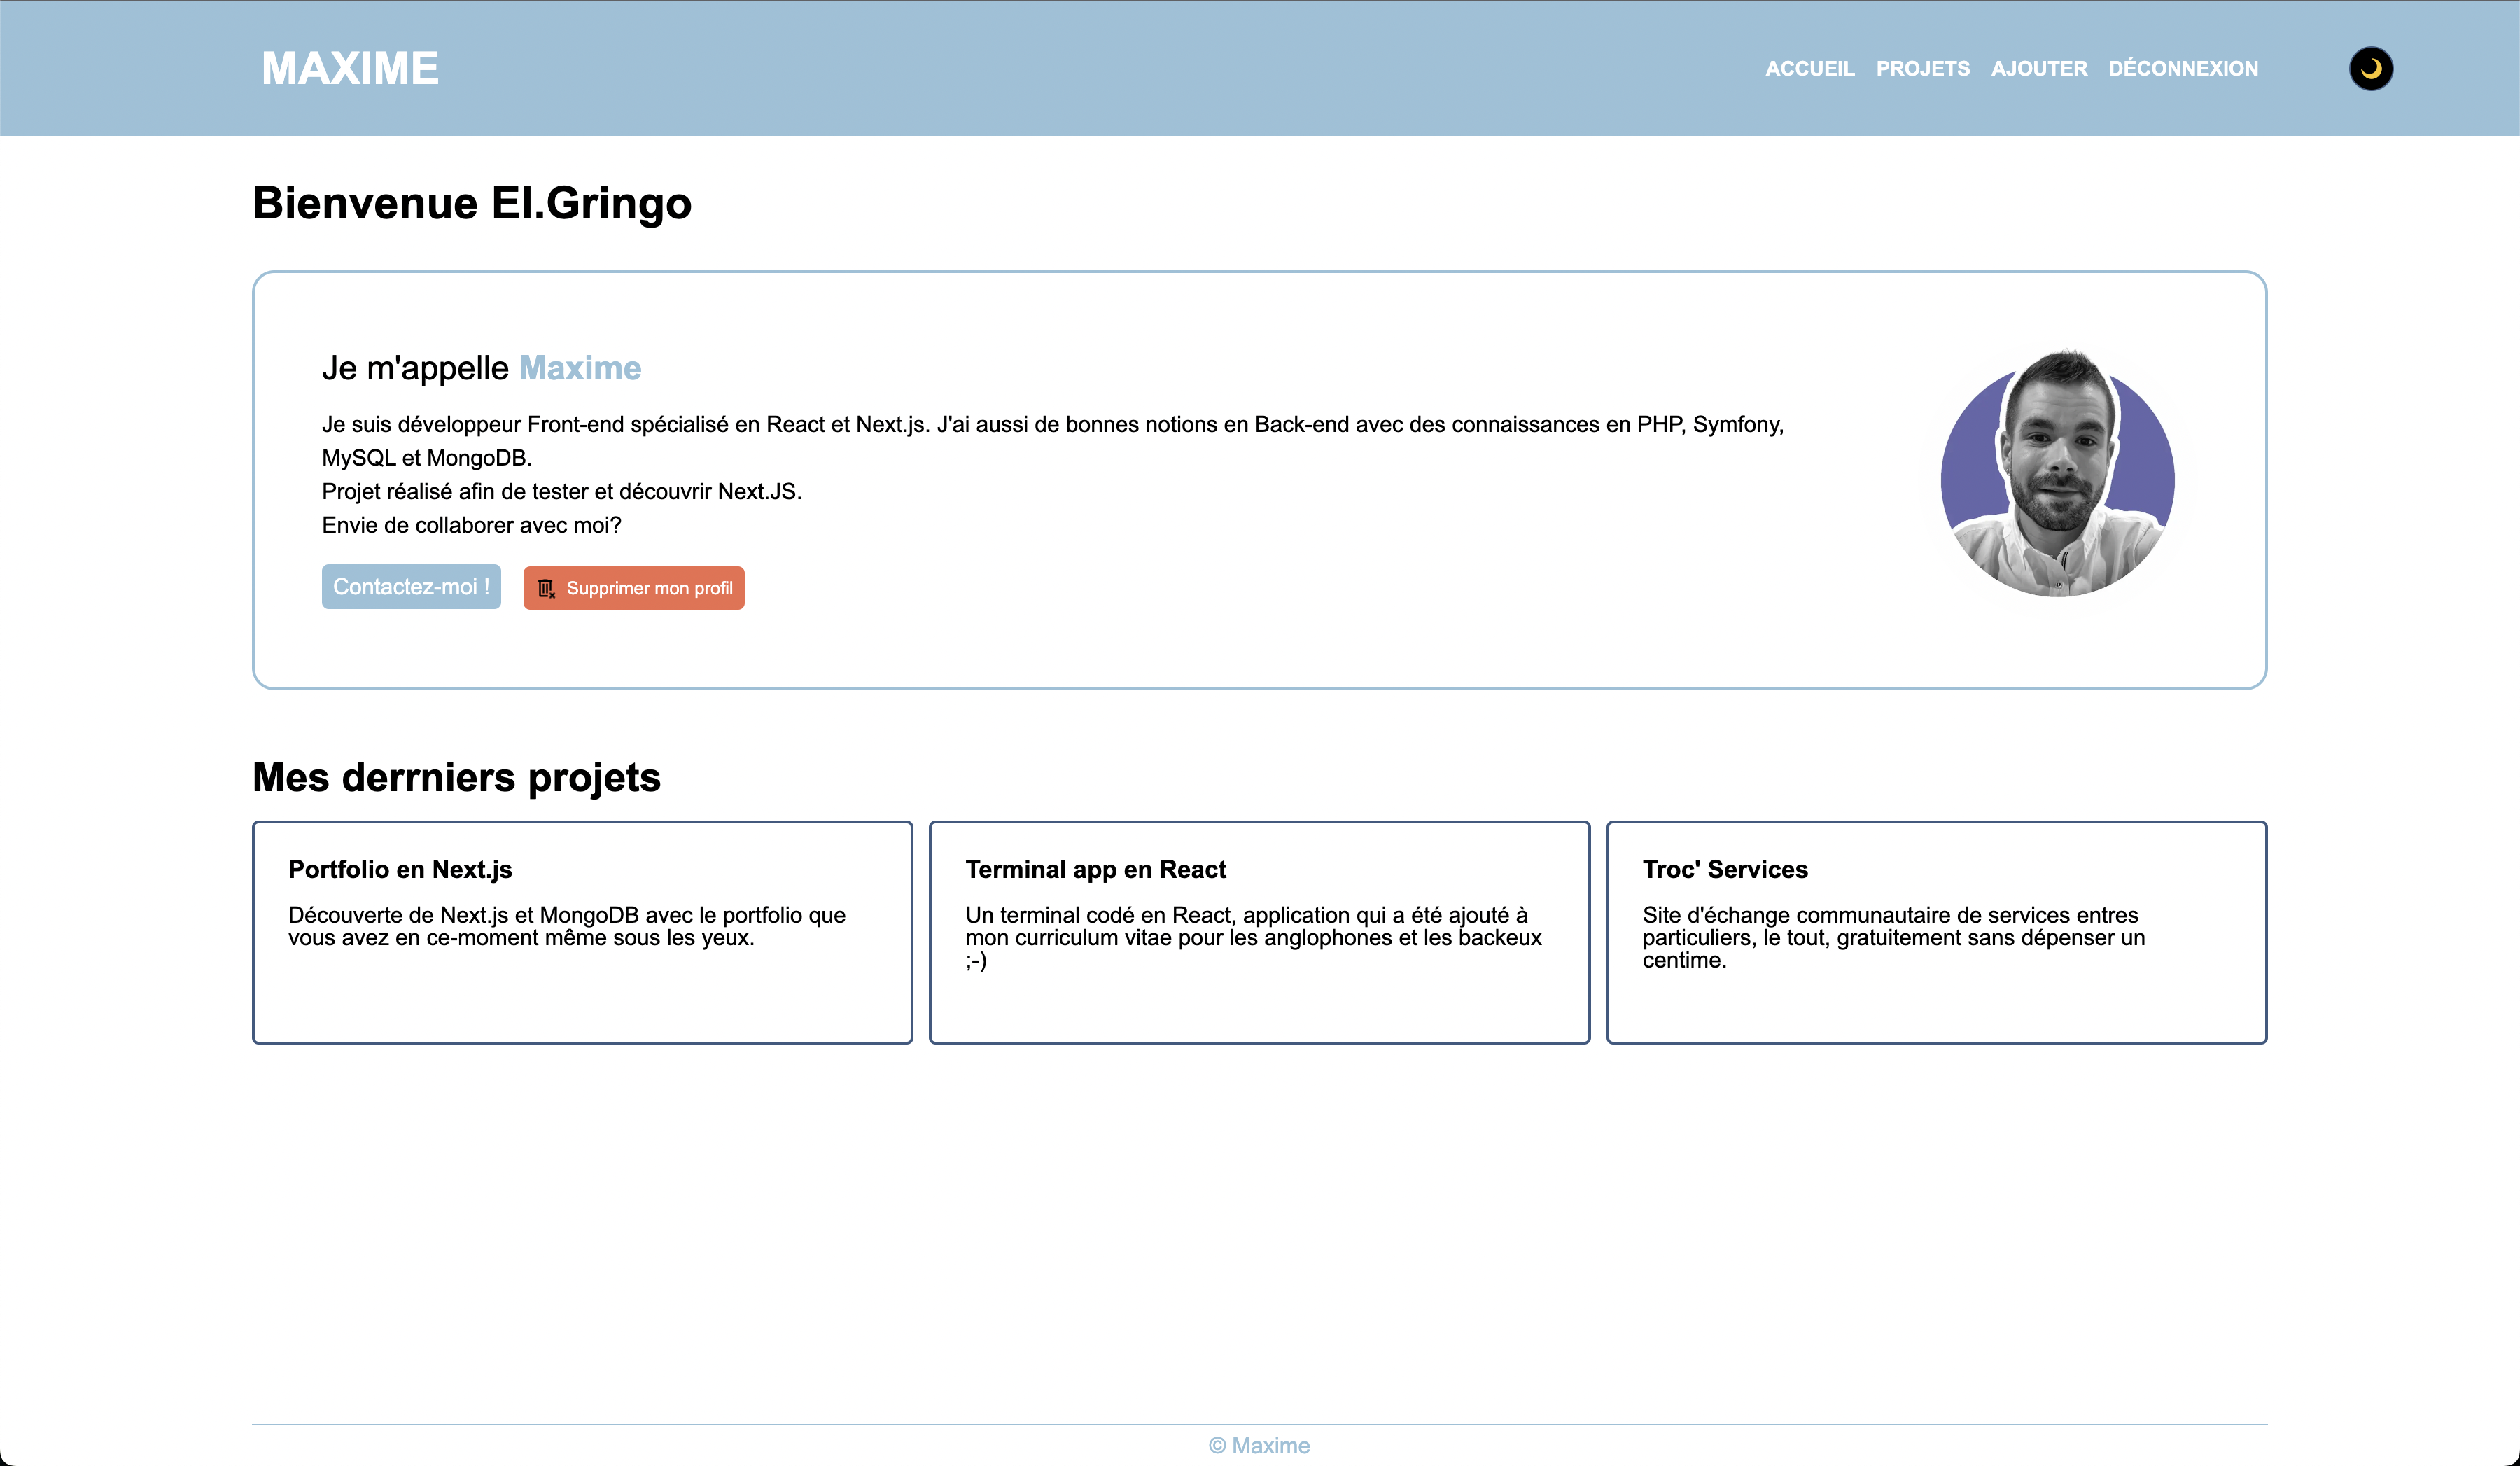 MAXIME
ACCUEIL PROJETS AJOUTER DÉCONNEXION
Bienvenue El.Gringo
Je m'appelle Maxime
Je suis développeur Front-end spécialisé en React et Next.js. J'ai aussi de bonnes notions en Back-end avec des connaissances en PHP, Symfony,
MySQL et MongoDB.
Projet réalisé afin de tester et découvrir Next.JS.
Envie de collaborer avec moi?
Contactez-moi ! Supprimer mon profil
Mes derrniers projets
Portfolio en Next.js
Découverte de Next.js et MongoDB avec le portfolio que
vous avez en ce-moment même sous les yeux.
Terminal app en React
Un terminal codé en React, application qui a été ajouté à
mon curriculum vitae pour les anglophones et les backeux
;-)
Troc' Services
Site d'échange communautaire de services entres
particuliers, le tout, gratuitement sans dépenser un
centime.
© Maxime